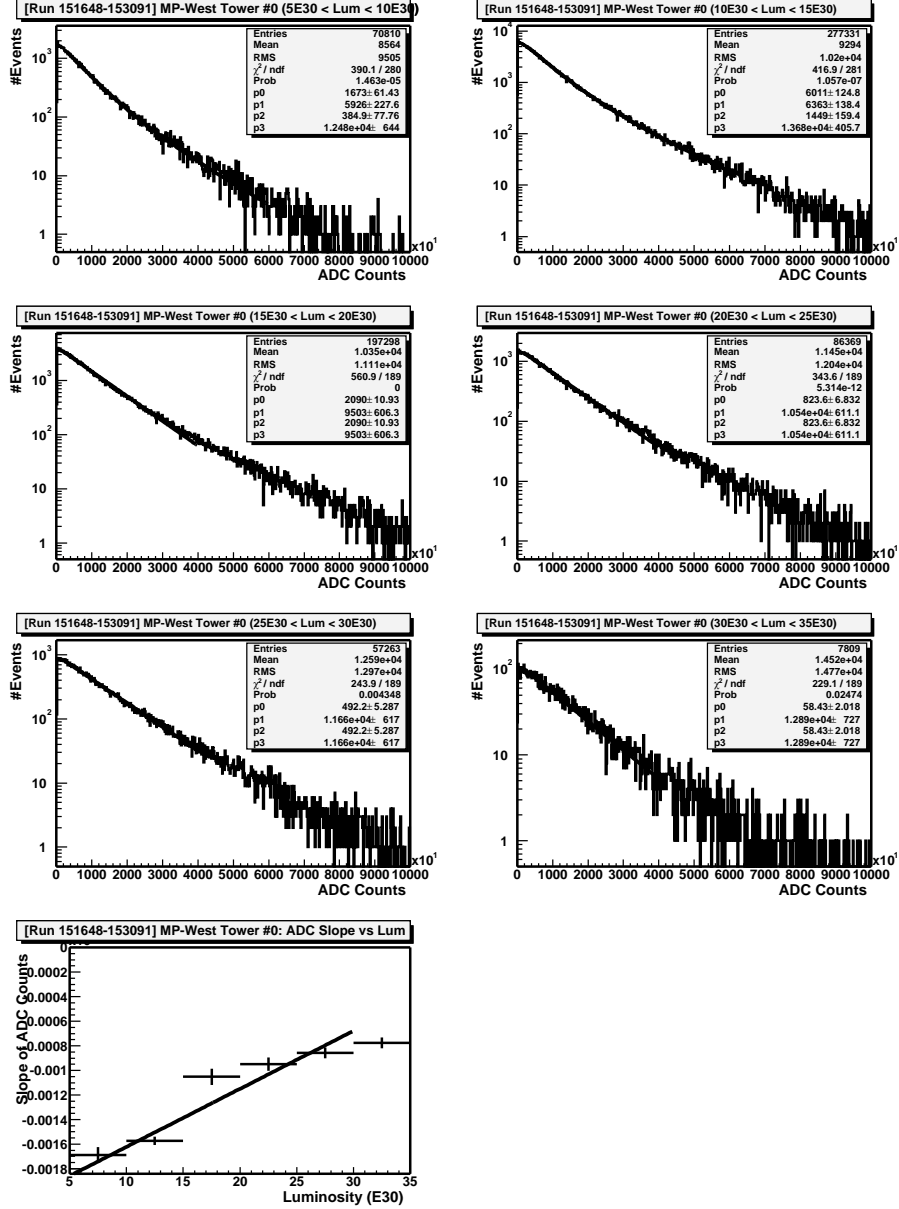 [Run 151648-153091] MP-West Tower #0 (5E30 < Lum < 10E30)
#Events
Entries 70810
Mean 8564
RMS 9505
χ² / ndf 390.1 / 280
Prob 1.463e-05
p0 1673± 61.43
p1 5926± 227.6
p2 384.9± 77.76
p3 1.248e+04± 644
10³
10²
10
1
0 1000 2000 3000 4000 5000 6000 7000 8000 9000 10000
x10¹
ADC Counts
[Run 151648-153091] MP-West Tower #0 (10E30 < Lum < 15E30)
#Events
Entries 277331
Mean 9294
RMS 1.02e+04
χ² / ndf 416.9 / 281
Prob 1.057e-07
p0 6011± 124.8
p1 6363± 138.4
p2 1449± 159.4
p3 1.368e+04± 405.7
10⁴
10³
10²
10
1
0 1000 2000 3000 4000 5000 6000 7000 8000 9000 10000
x10¹
ADC Counts
[Run 151648-153091] MP-West Tower #0 (15E30 < Lum < 20E30)
#Events
Entries 197298
Mean 1.035e+04
RMS 1.111e+04
χ² / ndf 560.9 / 189
Prob 0
p0 2090± 10.93
p1 9503± 606.3
p2 2090± 10.93
p3 9503± 606.3
10³
10²
10
1
0 1000 2000 3000 4000 5000 6000 7000 8000 9000 10000
x10¹
ADC Counts
[Run 151648-153091] MP-West Tower #0 (20E30 < Lum < 25E30)
#Events
Entries 86369
Mean 1.145e+04
RMS 1.204e+04
χ² / ndf 343.6 / 189
Prob 5.314e-12
p0 823.6± 6.832
p1 1.054e+04± 611.1
p2 823.6± 6.832
p3 1.054e+04± 611.1
10³
10²
10
1
0 1000 2000 3000 4000 5000 6000 7000 8000 9000 10000
x10¹
ADC Counts
[Run 151648-153091] MP-West Tower #0 (25E30 < Lum < 30E30)
#Events
Entries 57263
Mean 1.259e+04
RMS 1.297e+04
χ² / ndf 243.9 / 189
Prob 0.004348
p0 492.2± 5.287
p1 1.166e+04± 617
p2 492.2± 5.287
p3 1.166e+04± 617
10³
10²
10
1
0 1000 2000 3000 4000 5000 6000 7000 8000 9000 10000
x10¹
ADC Counts
[Run 151648-153091] MP-West Tower #0 (30E30 < Lum < 35E30)
#Events
Entries 7809
Mean 1.452e+04
RMS 1.477e+04
χ² / ndf 229.1 / 189
Prob 0.02474
p0 58.43± 2.018
p1 1.289e+04± 727
p2 58.43± 2.018
p3 1.289e+04± 727
10²
10
1
0 1000 2000 3000 4000 5000 6000 7000 8000 9000 10000
x10¹
ADC Counts
[Run 151648-153091] MP-West Tower #0: ADC Slope vs Lum
Slope of ADC Counts
0
-0.0002
-0.0004
-0.0006
-0.0008
-0.001
-0.0012
-0.0014
-0.0016
-0.0018
5 10 15 20 25 30 35
Luminosity (E30)